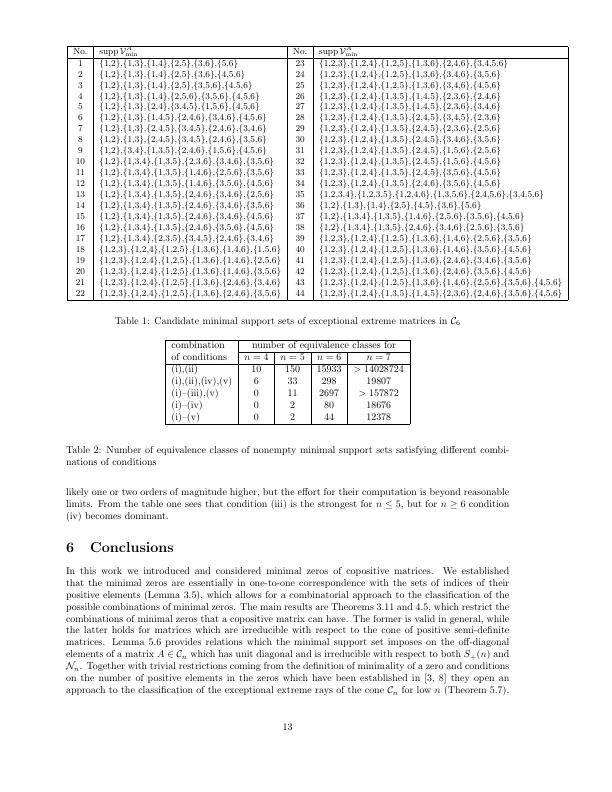 No. supp 𝒱ᴬmin No. supp 𝒱ᴬmin
1 {1,2},{1,3},{1,4},{2,5},{3,6},{5,6} 23 {1,2,3},{1,2,4},{1,2,5},{1,3,6},{2,4,6},{3,4,5,6}
2 {1,2},{1,3},{1,4},{2,5},{3,6},{4,5,6} 24 {1,2,3},{1,2,4},{1,2,5},{1,3,6},{3,4,6},{3,5,6}
3 {1,2},{1,3},{1,4},{2,5},{3,5,6},{4,5,6} 25 {1,2,3},{1,2,4},{1,2,5},{1,3,6},{3,4,6},{4,5,6}
4 {1,2},{1,3},{1,4},{2,5,6},{3,5,6},{4,5,6} 26 {1,2,3},{1,2,4},{1,3,5},{1,4,5},{2,3,6},{2,4,6}
5 {1,2},{1,3},{2,4},{3,4,5},{1,5,6},{4,5,6} 27 {1,2,3},{1,2,4},{1,3,5},{1,4,5},{2,3,6},{3,4,6}
6 {1,2},{1,3},{1,4,5},{2,4,6},{3,4,6},{4,5,6} 28 {1,2,3},{1,2,4},{1,3,5},{2,4,5},{3,4,5},{2,3,6}
7 {1,2},{1,3},{2,4,5},{3,4,5},{2,4,6},{3,4,6} 29 {1,2,3},{1,2,4},{1,3,5},{2,4,5},{2,3,6},{2,5,6}
8 {1,2},{1,3},{2,4,5},{3,4,5},{2,4,6},{3,5,6} 30 {1,2,3},{1,2,4},{1,3,5},{2,4,5},{3,4,6},{3,5,6}
9 {1,2},{3,4},{1,3,5},{2,4,6},{1,5,6},{4,5,6} 31 {1,2,3},{1,2,4},{1,3,5},{2,4,5},{1,5,6},{2,5,6}
10 {1,2},{1,3,4},{1,3,5},{2,3,6},{3,4,6},{3,5,6} 32 {1,2,3},{1,2,4},{1,3,5},{2,4,5},{1,5,6},{4,5,6}
11 {1,2},{1,3,4},{1,3,5},{1,4,6},{2,5,6},{3,5,6} 33 {1,2,3},{1,2,4},{1,3,5},{2,4,5},{3,5,6},{4,5,6}
12 {1,2},{1,3,4},{1,3,5},{1,4,6},{3,5,6},{4,5,6} 34 {1,2,3},{1,2,4},{1,3,5},{2,4,6},{3,5,6},{4,5,6}
13 {1,2},{1,3,4},{1,3,5},{2,4,6},{3,4,6},{2,5,6} 35 {1,2,3,4},{1,2,3,5},{1,2,4,6},{1,3,5,6},{2,4,5,6},{3,4,5,6}
14 {1,2},{1,3,4},{1,3,5},{2,4,6},{3,4,6},{3,5,6} 36 {1,2},{1,3},{1,4},{2,5},{4,5},{3,6},{5,6}
15 {1,2},{1,3,4},{1,3,5},{2,4,6},{3,4,6},{4,5,6} 37 {1,2},{1,3,4},{1,3,5},{1,4,6},{2,5,6},{3,5,6},{4,5,6}
16 {1,2},{1,3,4},{1,3,5},{2,4,6},{3,5,6},{4,5,6} 38 {1,2},{1,3,4},{1,3,5},{2,4,6},{3,4,6},{2,5,6},{3,5,6}
17 {1,2},{1,3,4},{2,3,5},{3,4,5},{2,4,6},{3,4,6} 39 {1,2,3},{1,2,4},{1,2,5},{1,3,6},{1,4,6},{2,5,6},{3,5,6}
18 {1,2,3},{1,2,4},{1,2,5},{1,3,6},{1,4,6},{1,5,6} 40 {1,2,3},{1,2,4},{1,2,5},{1,3,6},{1,4,6},{3,5,6},{4,5,6}
19 {1,2,3},{1,2,4},{1,2,5},{1,3,6},{1,4,6},{2,5,6} 41 {1,2,3},{1,2,4},{1,2,5},{1,3,6},{2,4,6},{3,4,6},{3,5,6}
20 {1,2,3},{1,2,4},{1,2,5},{1,3,6},{1,4,6},{3,5,6} 42 {1,2,3},{1,2,4},{1,2,5},{1,3,6},{2,4,6},{3,5,6},{4,5,6}
21 {1,2,3},{1,2,4},{1,2,5},{1,3,6},{2,4,6},{3,4,6} 43 {1,2,3},{1,2,4},{1,2,5},{1,3,6},{1,4,6},{2,5,6},{3,5,6},{4,5,6}
22 {1,2,3},{1,2,4},{1,2,5},{1,3,6},{2,4,6},{3,5,6} 44 {1,2,3},{1,2,4},{1,3,5},{1,4,5},{2,3,6},{2,4,6},{3,5,6},{4,5,6}
Table 1: Candidate minimal support sets of exceptional extreme matrices in 𝒞₆
combination number of equivalence classes for
of conditions n = 4 n = 5 n = 6 n = 7
(i),(ii) 10 150 15933 > 14028724
(i),(ii),(iv),(v) 6 33 298 19807
(i)–(iii),(v) 0 11 2697 > 157872
(i)–(iv) 0 2 80 18676
(i)–(v) 0 2 44 12378
Table 2: Number of equivalence classes of nonempty minimal support sets satisfying different combi-
nations of conditions
likely one or two orders of magnitude higher, but the effort for their computation is beyond reasonable
limits. From the table one sees that condition (iii) is the strongest for n ≤ 5, but for n ≥ 6 condition
(iv) becomes dominant.
6 Conclusions
In this work we introduced and considered minimal zeros of copositive matrices. We established
that the minimal zeros are essentially in one-to-one correspondence with the sets of indices of their
positive elements (Lemma 3.5), which allows for a combinatorial approach to the classification of the
possible combinations of minimal zeros. The main results are Theorems 3.11 and 4.5, which restrict the
combinations of minimal zeros that a copositive matrix can have. The former is valid in general, while
the latter holds for matrices which are irreducible with respect to the cone of positive semi-definite
matrices. Lemma 5.6 provides relations which the minimal support set imposes on the off-diagonal
elements of a matrix A ∈ 𝒞ₙ which has unit diagonal and is irreducible with respect to both S₊(n) and
𝒩ₙ. Together with trivial restrictions coming from the definition of minimality of a zero and conditions
on the number of positive elements in the zeros which have been established in [3, 8] they open an
approach to the classification of the exceptional extreme rays of the cone 𝒞ₙ for low n (Theorem 5.7).
13